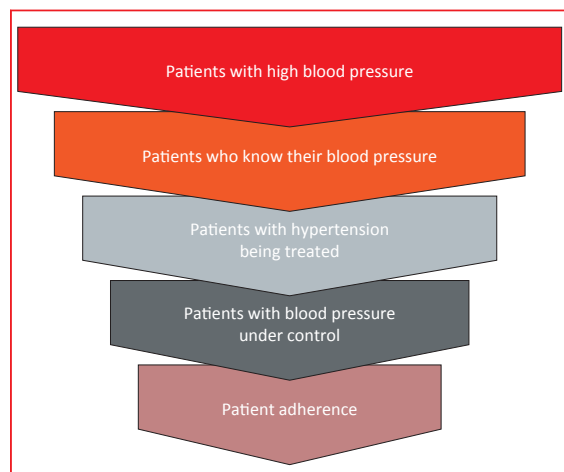 Patients with high blood pressure
Patients who know their blood pressure
Patients with hypertension
being treated
Patients with blood pressure
under control
Patient adherence